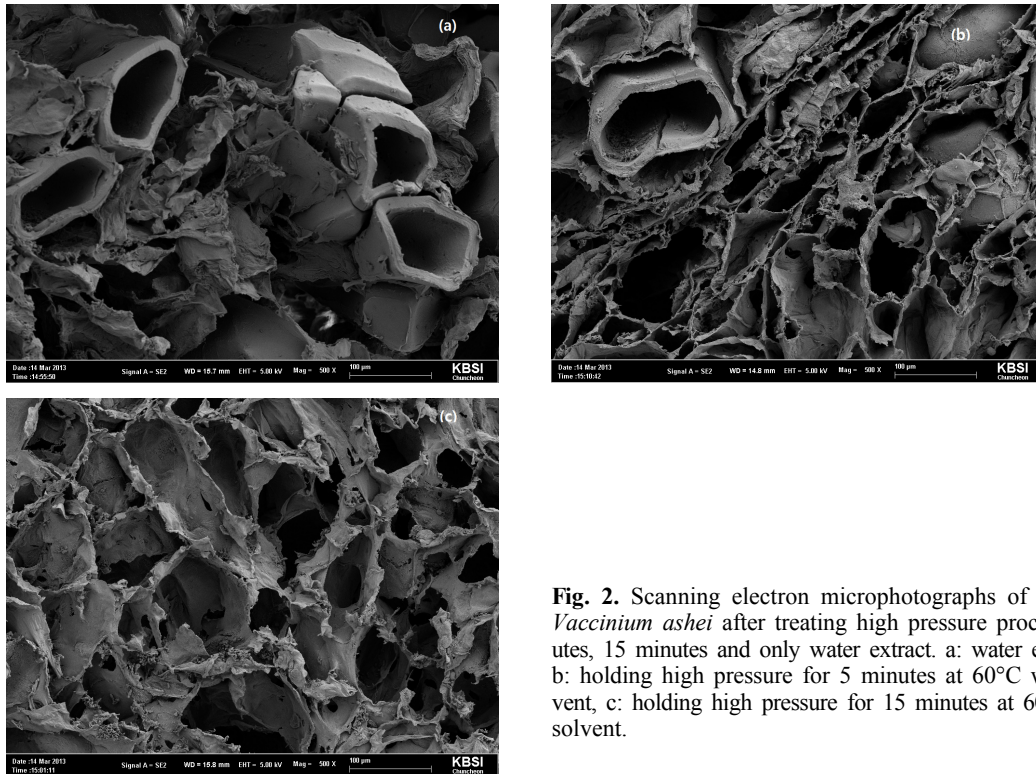 (a)
Date :14 Mar 2013
Time :14:55:50
Signal A = SE2 WD = 15.7 mm EHT = 5.00 kV Mag = 500 X 100 µm
KBSI
Chuncheon
(b)
Date :14 Mar 2013
Time :15:10:42
Signal A = SE2 WD = 14.8 mm EHT = 5.00 kV Mag = 500 X 100 µm
KBSI
Chuncheon
(c)
Date :14 Mar 2013
Time :15:01:11
Signal A = SE2 WD = 15.8 mm EHT = 5.00 kV Mag = 500 X 100 µm
KBSI
Chuncheon
Fig. 2. Scanning electron microphotographs of
Vaccinium ashei after treating high pressure proc
utes, 15 minutes and only water extract. a: water e
b: holding high pressure for 5 minutes at 60°C w
vent, c: holding high pressure for 15 minutes at 60
solvent.